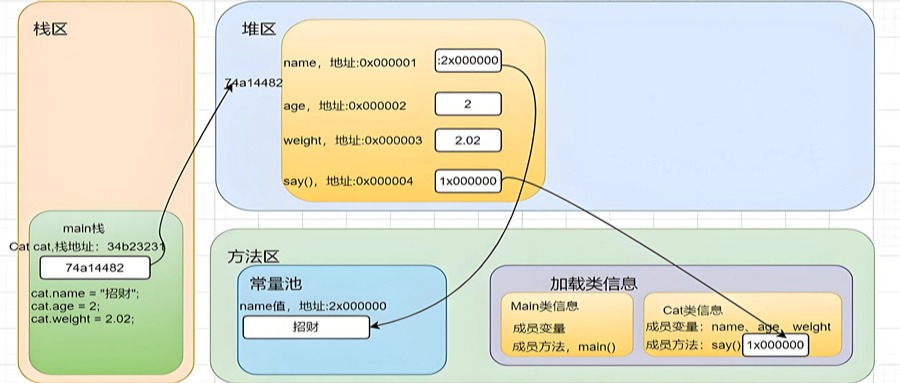 栈区
main栈
Cat cat,栈地址：34b23231
74a14482
cat.name = "招财";
cat.age = 2;
cat.weight = 2.02;
堆区
74a14482
name，地址:0x000001
:2x000000
age，地址:0x000002
2
weight，地址:0x000003
2.02
say()，地址:0x000004
1x000000
方法区
常量池
name值，地址:2x000000
招财
加载类信息
Main类信息
成员变量
成员方法，main()
Cat类信息
成员变量：name、age、weight
成员方法：say()
1x000000